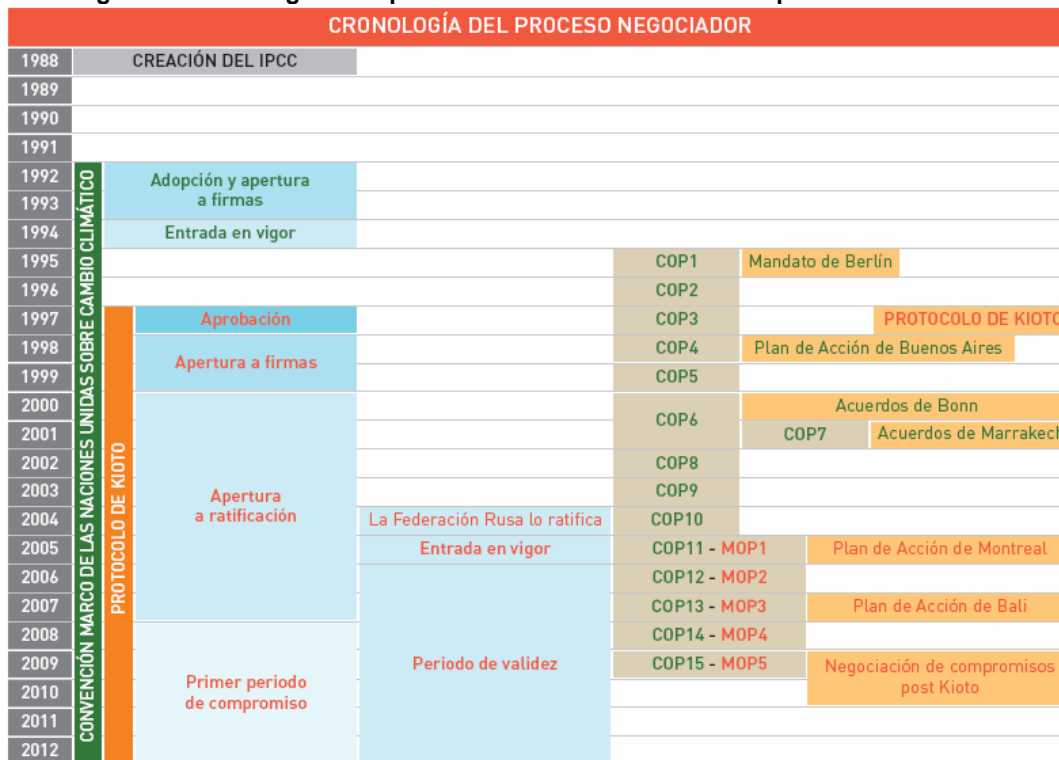 CRONOLOGÍA DEL PROCESO NEGOCIADOR
1988 CREACIÓN DEL IPCC
1989
1990
1991
1992
Adopción y apertura
a firmas
1993
1994 Entrada en vigor
1995 COP1 Mandato de Berlín
1996 COP2
1997 Aprobación COP3 PROTOCOLO DE KIOTO
1998 COP4 Plan de Acción de Buenos Aires
Apertura a firmas
1999 COP5
2000 Acuerdos de Bonn
COP6
2001 COP7 Acuerdos de Marrakech
2002 COP8
2003 COP9
Apertura
a ratificación
2004 La Federación Rusa lo ratifica COP10
2005 Entrada en vigor COP11 - MOP1 Plan de Acción de Montreal
2006 COP12 - MOP2
2007 COP13 - MOP3 Plan de Acción de Bali
2008 COP14 - MOP4
2009 Periodo de validez COP15 - MOP5
Negociación de compromisos
post Kioto
2010
Primer periodo
de compromiso
2011
2012
CONVENCIÓN MARCO DE LAS NACIONES UNIDAS SOBRE CAMBIO CLIMÁTICO
PROTOCOLO DE KIOTO